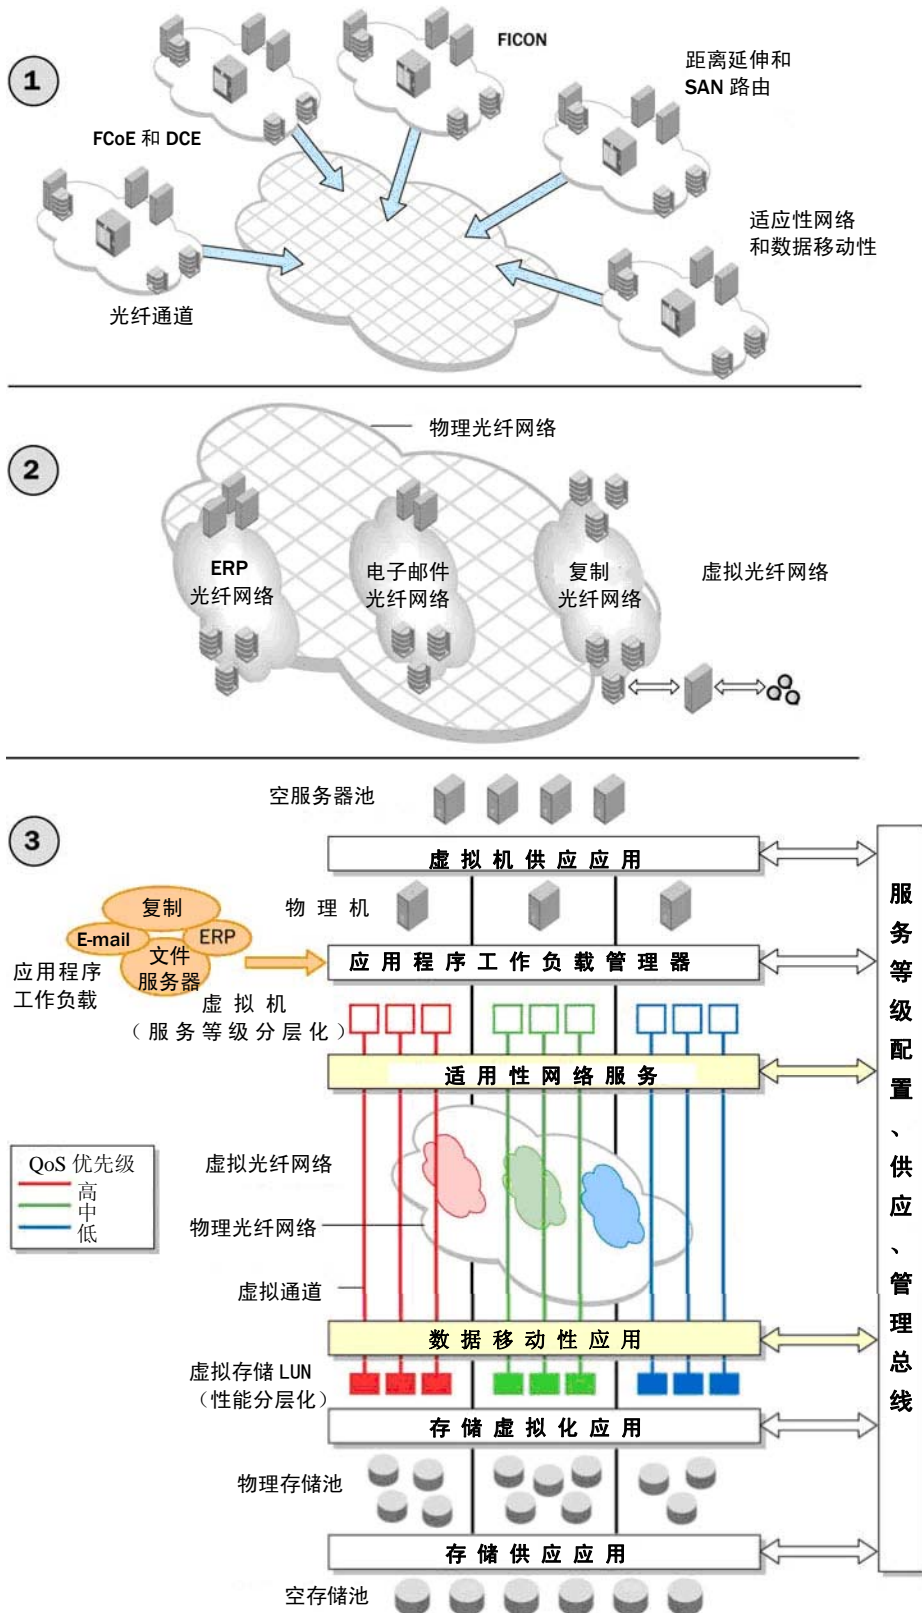 1
FICON
距离延伸和
SAN 路由
FCoE 和 DCE
适应性网络
和数据移动性
光纤通道
2
物理光纤网络
ERP
光纤网络
电子邮件
光纤网络
复制
光纤网络
虚拟光纤网络
3
空服务器池
虚拟机供应应用
物理机
复制
E-mail
ERP
文件
服务器
应用程序
工作负载
应用程序工作负载管理器
虚拟机
（服务等级分层化）
适用性网络服务
QoS 优先级
高
中
低
虚拟光纤网络
物理光纤网络
虚拟通道
数据移动性应用
虚拟存储 LUN
（性能分层化）
存储虚拟化应用
物理存储池
存储供应应用
空存储池
服务等级配置、供应、管理总线